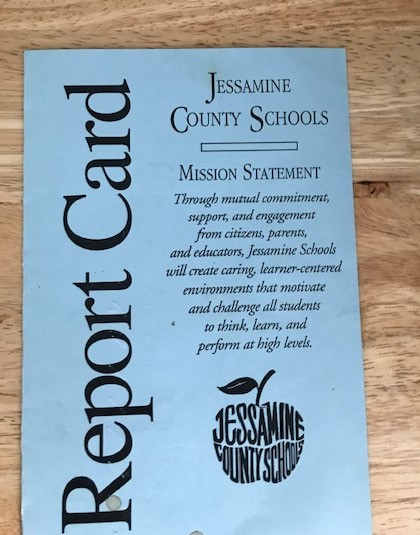 Report Card
JESSAMINE
COUNTY SCHOOLS
MISSION STATEMENT
Through mutual commitment,
support, and engagement
from citizens, parents,
and educators, Jessamine Schools
will create caring, learner-centered
environments that motivate
and challenge all students
to think, learn, and
perform at high levels.
JESSAMINE
COUNTY SCHOOLS